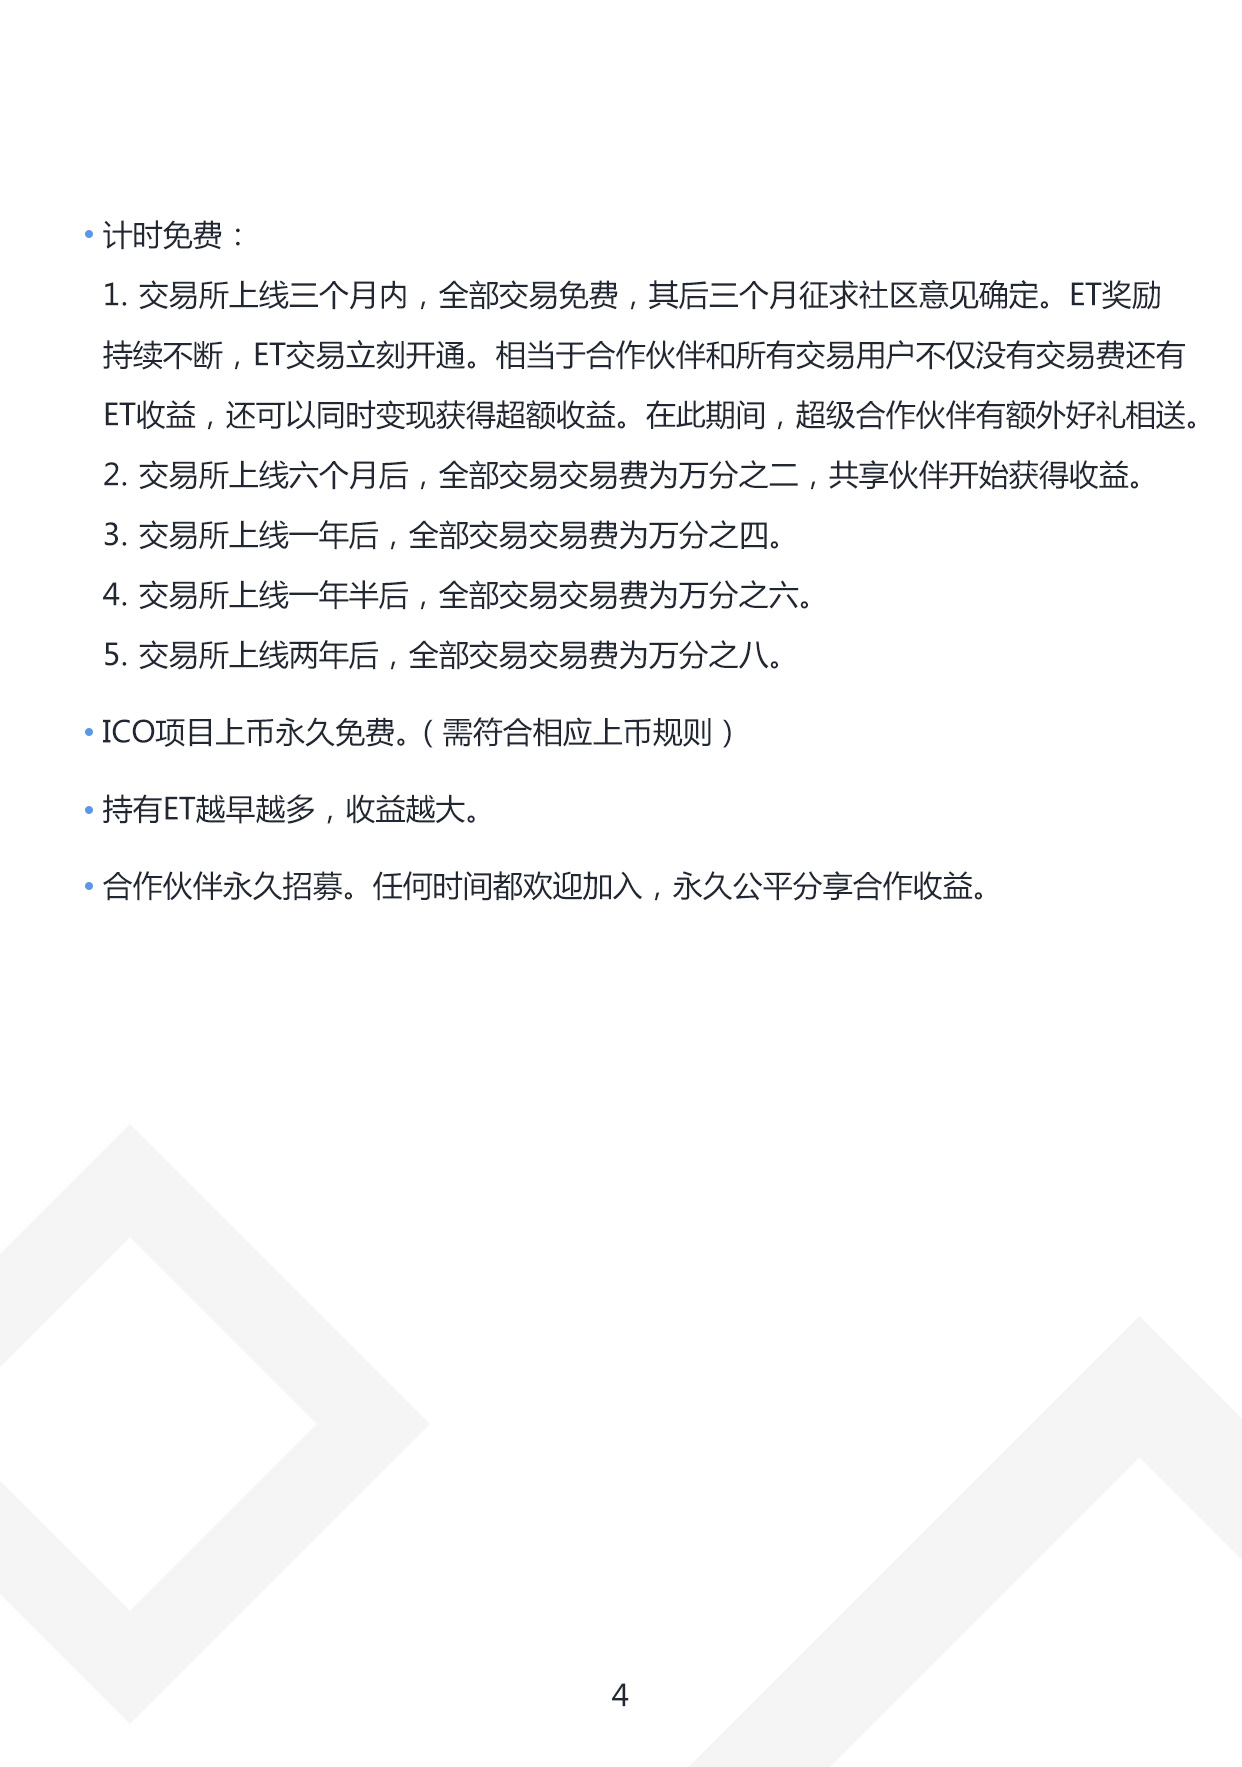 • 计时免费：
1. 交易所上线三个月内，全部交易免费，其后三个月征求社区意见确定。ET奖励
持续不断，ET交易立刻开通。相当于合作伙伴和所有交易用户不仅没有交易费还有
ET收益，还可以同时变现获得超额收益。在此期间，超级合作伙伴有额外好礼相送。
2. 交易所上线六个月后，全部交易交易费为万分之二，共享伙伴开始获得收益。
3. 交易所上线一年后，全部交易交易费为万分之四。
4. 交易所上线一年半后，全部交易交易费为万分之六。
5. 交易所上线两年后，全部交易交易费为万分之八。
• ICO项目上币永久免费。（需符合相应上币规则）
• 持有ET越早越多，收益越大。
• 合作伙伴永久招募。任何时间都欢迎加入，永久公平分享合作收益。
4